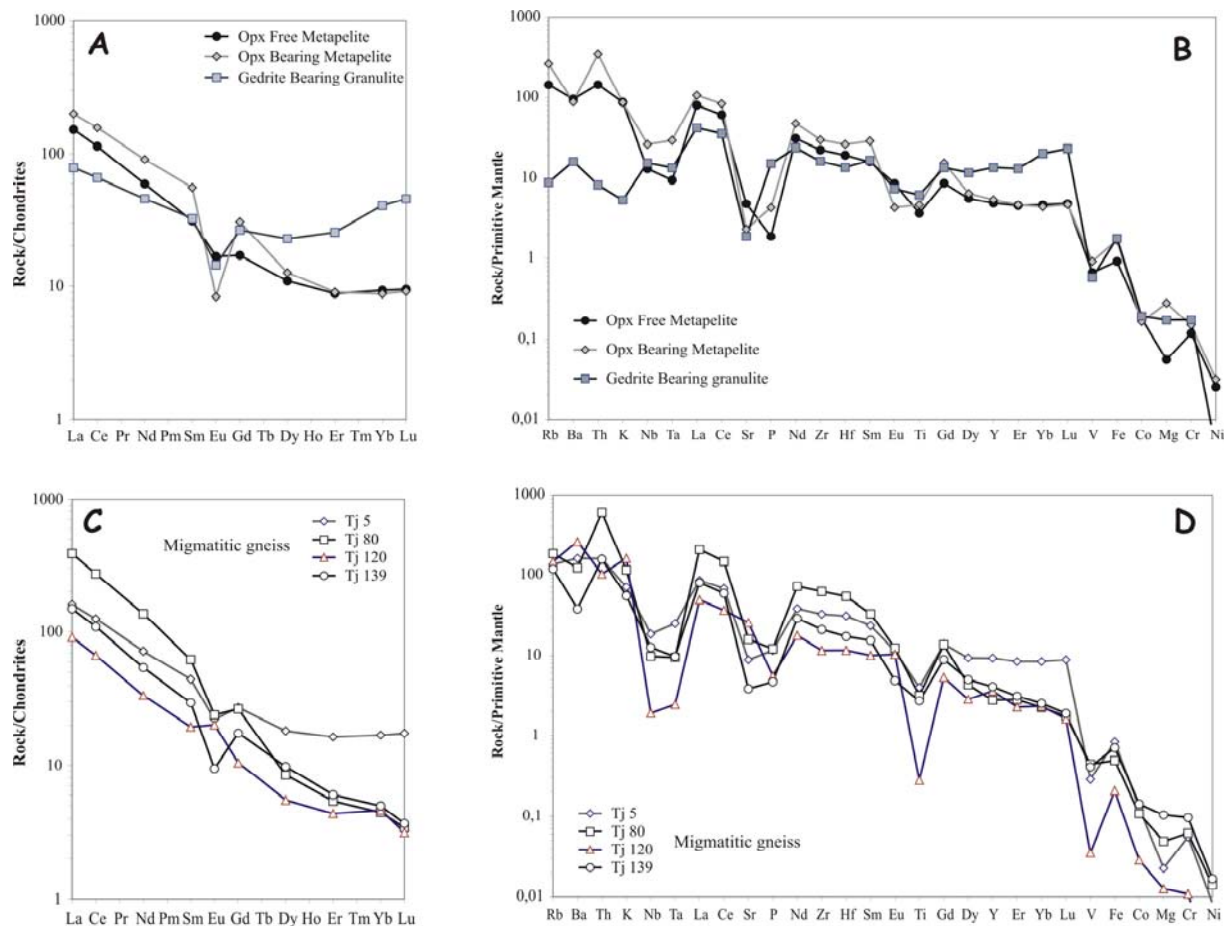 A
Opx Free Metapelite
Opx Bearing Metapelite
Gedrite Bearing Granulite
Rock/Chondrites
1000
100
10
1
La Ce Pr Nd Pm Sm Eu Gd Tb Dy Ho Er Tm Yb Lu
B
Rock/Primitive Mantle
1000
100
10
1
0,1
0,01
Opx Free Metapelite
Opx Bearing Metapelite
Gedrite Bearing granulite
Rb Ba Th K Nb Ta La Ce Sr P Nd Zr Hf Sm Eu Ti Gd Dy Y Er Yb Lu V Fe Co Mg Cr Ni
C
Migmatitic gneiss
Tj 5
Tj 80
Tj 120
Tj 139
Rock/Chondrites
1000
100
10
1
La Ce Pr Nd Pm Sm Eu Gd Tb Dy Ho Er Tm Yb Lu
D
Rock/Primitive Mantle
1000
100
10
1
0,1
0,01
Tj 5
Tj 80
Tj 120
Tj 139
Migmatitic gneiss
Rb Ba Th K Nb Ta La Ce Sr P Nd Zr Hf Sm Eu Ti Gd Dy Y Er Yb Lu V Fe Co Mg Cr Ni